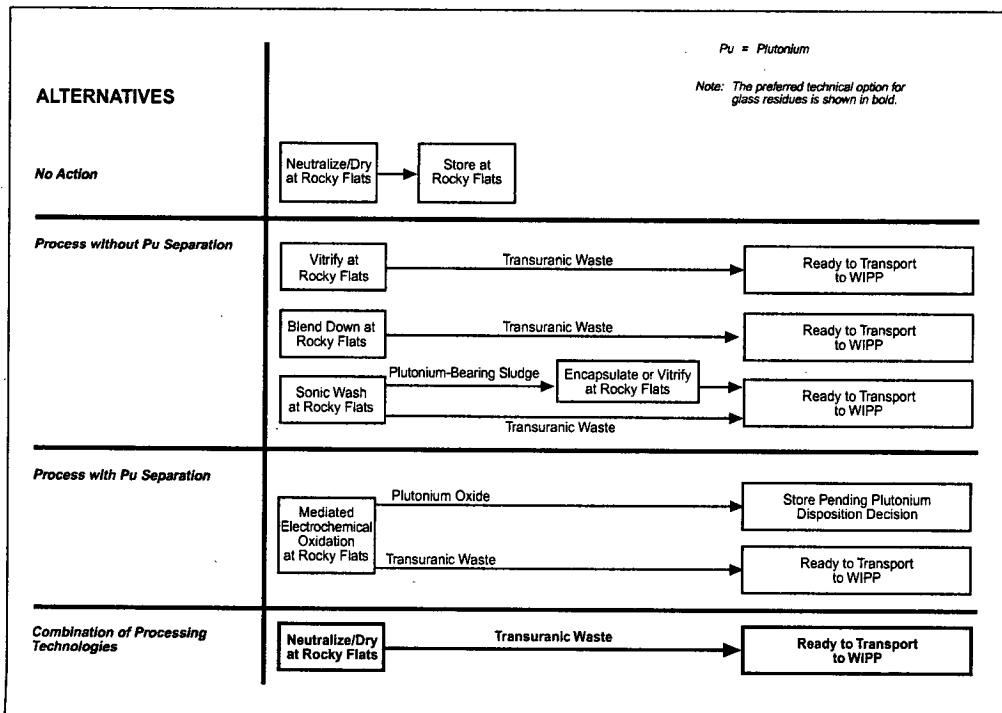 Pu = Plutonium
Note: The preferred technical option for
glass residues is shown in bold.
ALTERNATIVES
No Action
Neutralize/Dry
at Rocky Flats
Store at
Rocky Flats
Process without Pu Separation
Vitrify at
Rocky Flats
Transuranic Waste
Ready to Transport
to WIPP
Blend Down at
Rocky Flats
Transuranic Waste
Ready to Transport
to WIPP
Sonic Wash
at Rocky Flats
Plutonium-Bearing Sludge
Encapsulate or Vitrify
at Rocky Flats
Transuranic Waste
Ready to Transport
to WIPP
Process with Pu Separation
Mediated
Electrochemical
Oxidation
at Rocky Flats
Plutonium Oxide
Store Pending Plutonium
Disposition Decision
Transuranic Waste
Ready to Transport
to WIPP
Combination of Processing
Technologies
Neutralize/Dry
at Rocky Flats
Transuranic Waste
Ready to Transport
to WIPP